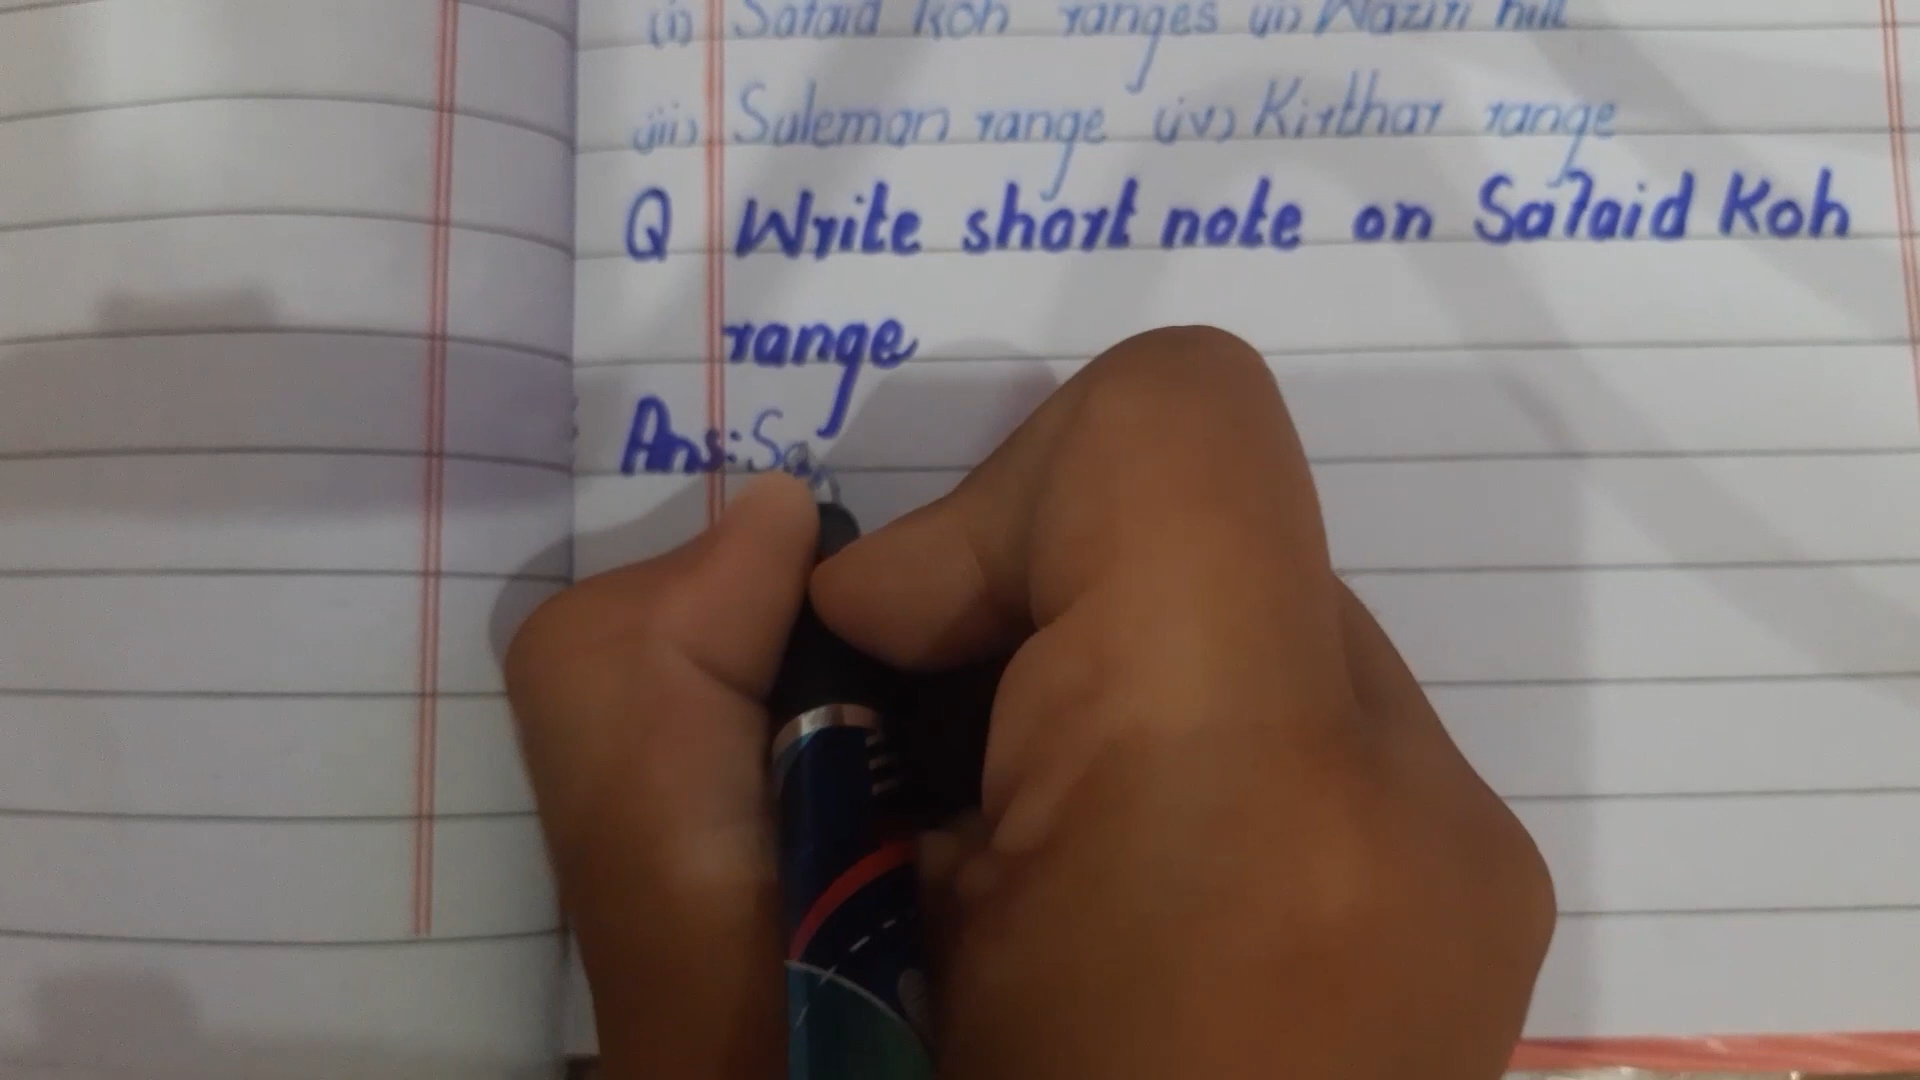 (i) Safaid Koh ranges (ii) Waziri hill
(iii) Suleman range (iv) Kirthar range
Q Write short note on Safaid Koh
range
Ans: Sa